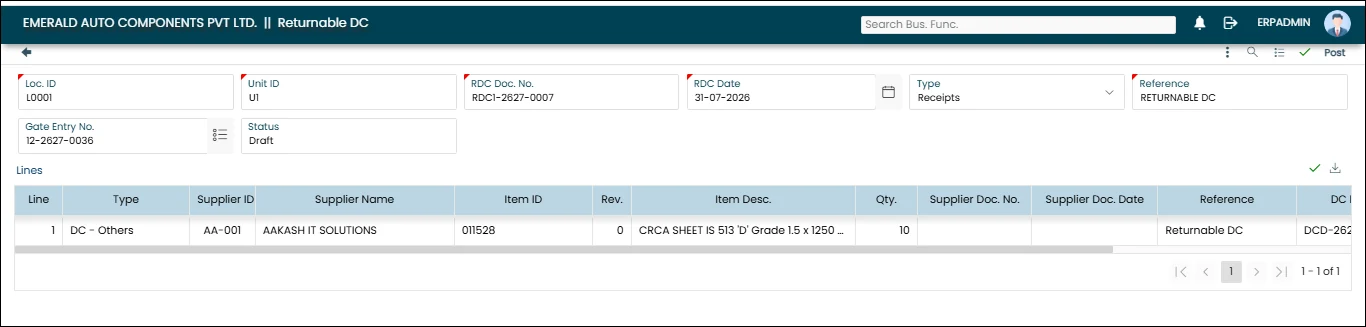 EMERALD AUTO COMPONENTS PVT LTD. || Returnable DC
Search Bus. Func.
ERPADMIN
Post
Loc. ID
L0001
Unit ID
U1
RDC Doc. No.
RDC1-2627-0007
RDC Date
31-07-2026
Type
Receipts
Reference
RETURNABLE DC
Gate Entry No.
12-2627-0036
Status
Draft
Lines
Line Type Supplier ID Supplier Name Item ID Rev. Item Desc. Qty. Supplier Doc. No. Supplier Doc. Date Reference DC
1 DC - Others AA-001 AAKASH IT SOLUTIONS 011528 0 CRCA SHEET IS 513 'D' Grade 1.5 x 1250 ... 10 Returnable DC DCD-262
1 1 - 1 of 1